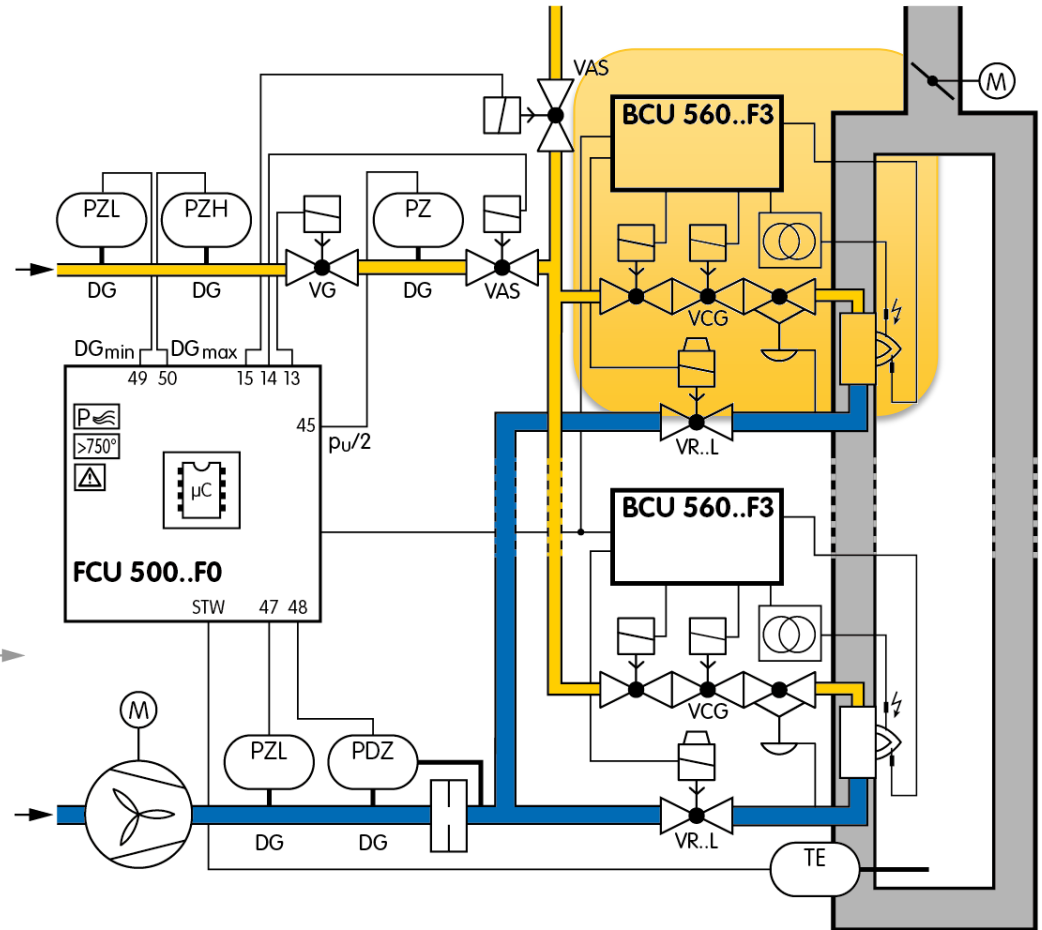 VAS
M
BCU 560..F3
PZL
PZH
PZ
DG
DG
VG
DG
VAS
VCG
DGmin
DGmax
49 50
15 14 13
45
pu/2
P
>750°
µC
VR..L
BCU 560..F3
FCU 500..F0
STW
47 48
M
VCG
PZL
PDZ
DG
DG
VR..L
TE